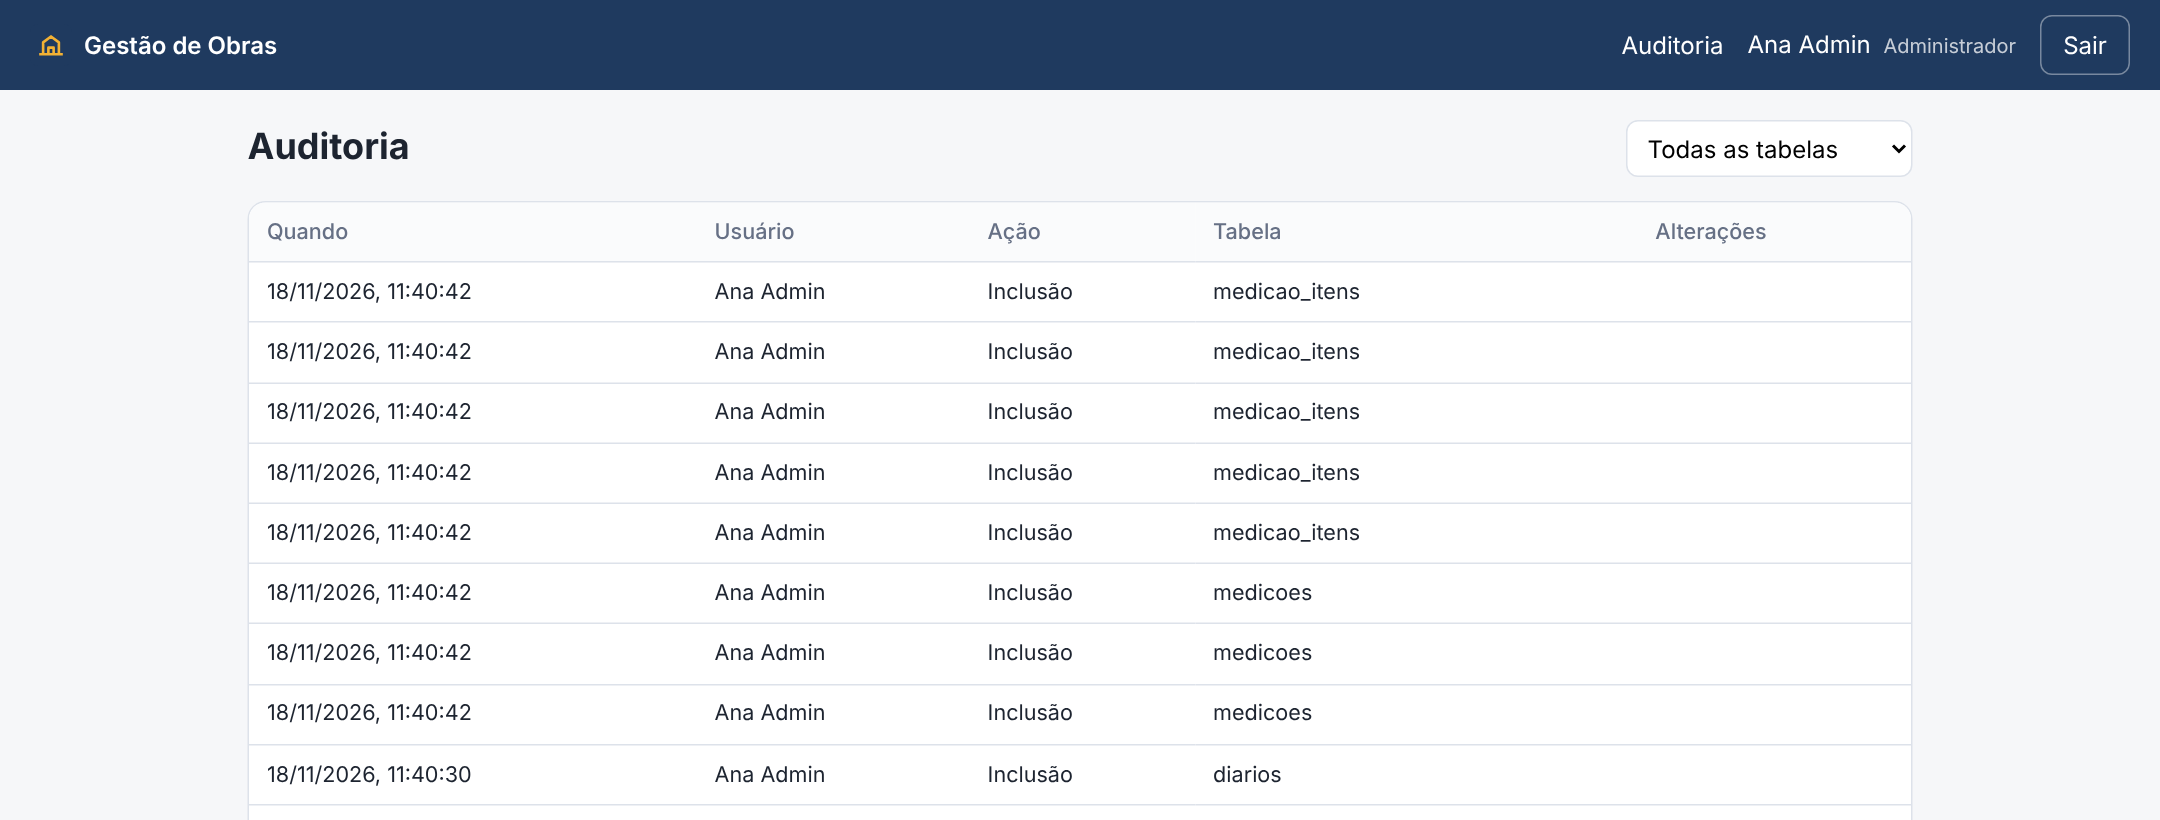 Gestão de Obras Auditoria Ana Admin Administrador Sair
Auditoria Todas as tabelas
Quando Usuário Ação Tabela Alterações
18/11/2026, 11:40:42 Ana Admin Inclusão medicao_itens
18/11/2026, 11:40:42 Ana Admin Inclusão medicao_itens
18/11/2026, 11:40:42 Ana Admin Inclusão medicao_itens
18/11/2026, 11:40:42 Ana Admin Inclusão medicao_itens
18/11/2026, 11:40:42 Ana Admin Inclusão medicao_itens
18/11/2026, 11:40:42 Ana Admin Inclusão medicoes
18/11/2026, 11:40:42 Ana Admin Inclusão medicoes
18/11/2026, 11:40:42 Ana Admin Inclusão medicoes
18/11/2026, 11:40:30 Ana Admin Inclusão diarios